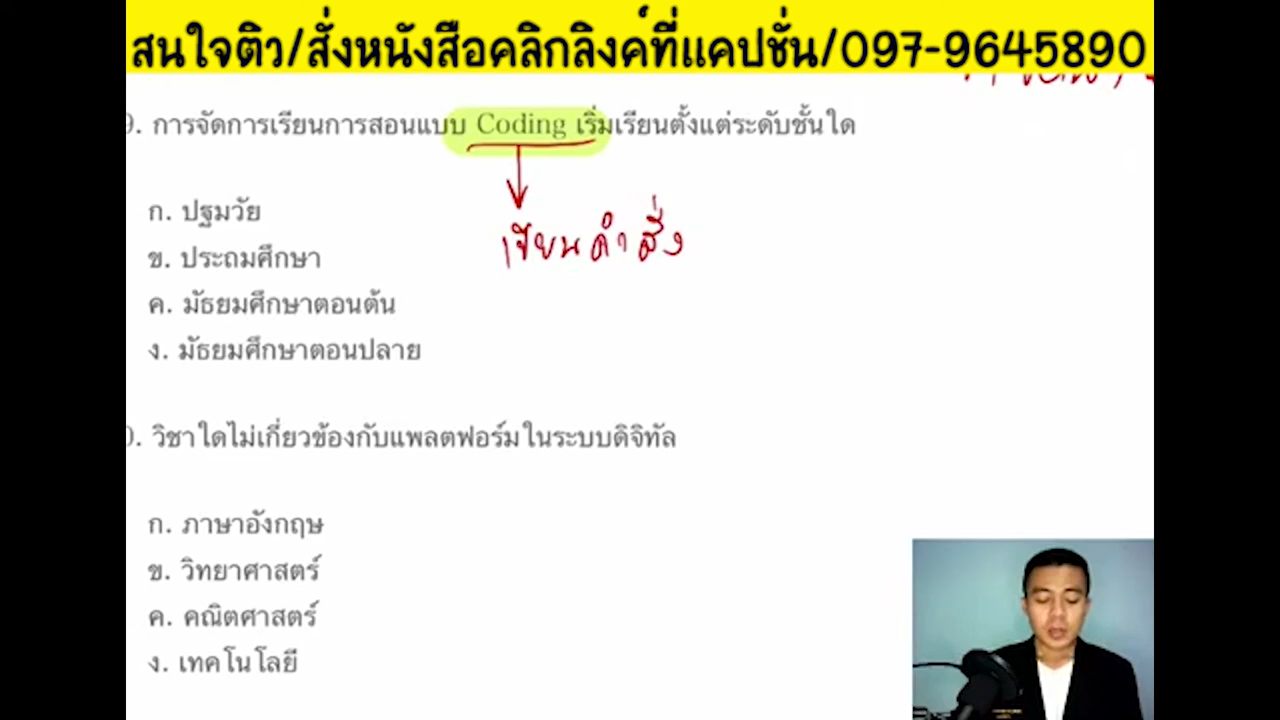 สนใจติว/สั่งหนังสือคลิกลิงค์ที่แคปชั่น/097-9645890
9. การจัดการเรียนการสอนแบบ Coding เริ่มเรียนตั้งแต่ระดับชั้นใด
ก. ปฐมวัย
เขียนคำสั่ง
ข. ประถมศึกษา
ค. มัธยมศึกษาตอนต้น
ง. มัธยมศึกษาตอนปลาย
0. วิชาใดไม่เกี่ยวข้องกับแพลตฟอร์มในระบบดิจิทัล
ก. ภาษาอังกฤษ
ข. วิทยาศาสตร์
ค. คณิตศาสตร์
ง. เทคโนโลยี